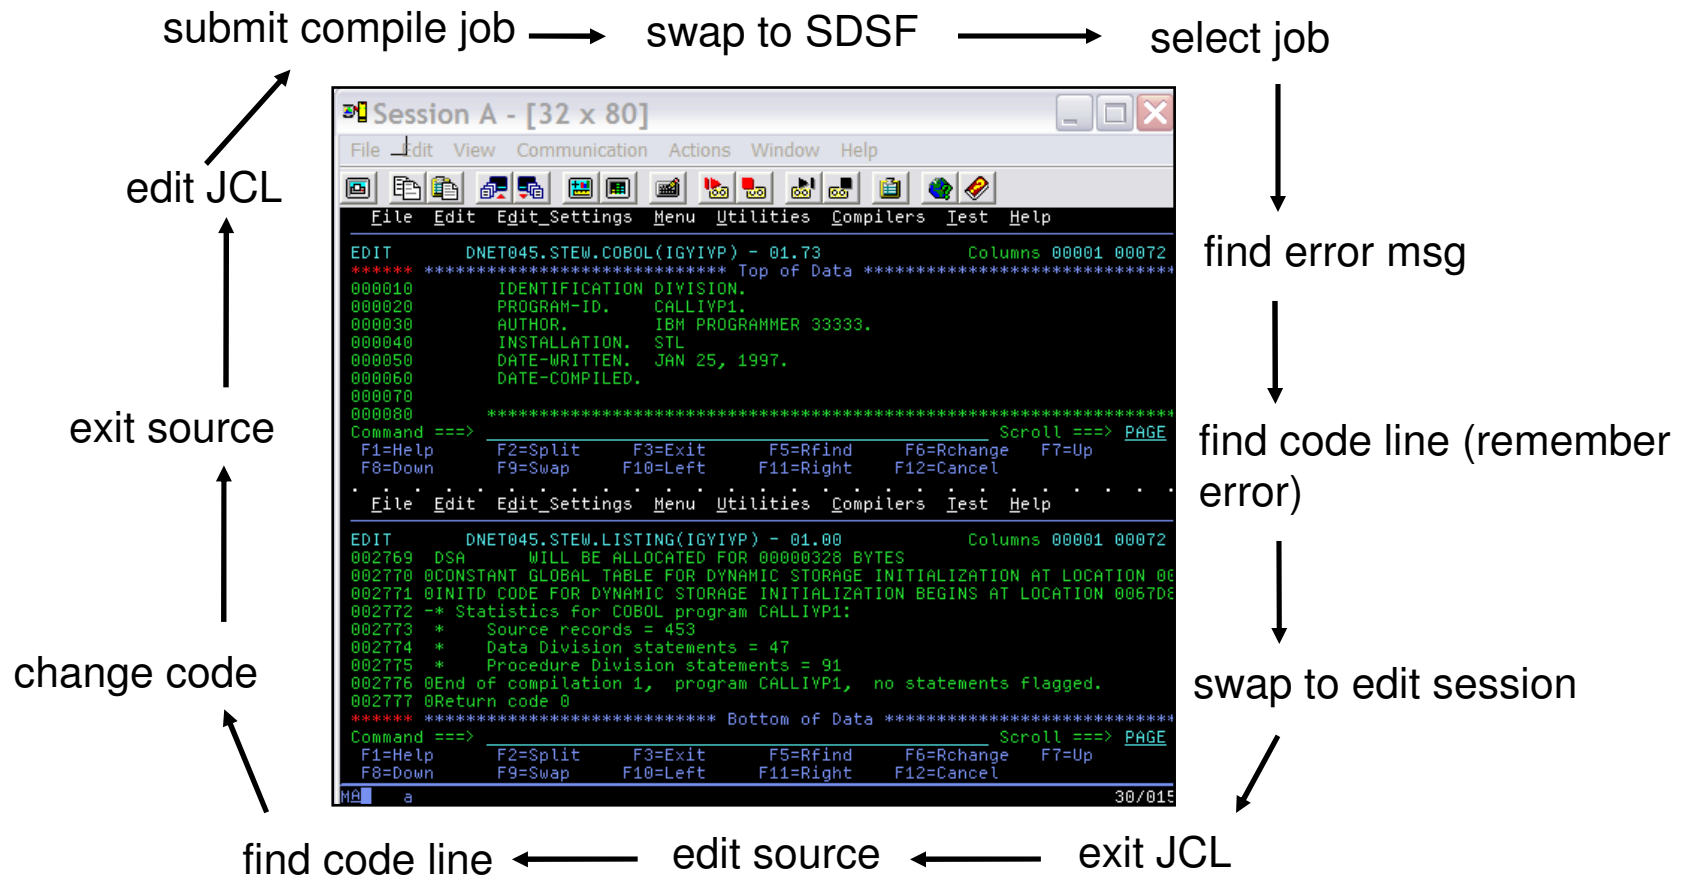 submit compile job
swap to SDSF
select job
Session A - [32 x 80]
File Edit View Communication Actions Window Help
edit JCL
File Edit Edit_Settings Menu Utilities Compilers Test Help
EDIT DNET045.STEW.COBOL(IGYIVP) - 01.73 Columns 00001 00072
****** ***************************** Top of Data ******************************
000010 IDENTIFICATION DIVISION.
000020 PROGRAM-ID. CALLIVP1.
000030 AUTHOR. IBM PROGRAMMER 33333.
000040 INSTALLATION. STL
000050 DATE-WRITTEN. JAN 25, 1997.
000060 DATE-COMPILED.
000070
000080 ******************************************************************
Command ===> Scroll ===> PAGE
F1=Help F2=Split F3=Exit F5=Rfind F6=Rchange F7=Up
F8=Down F9=Swap F10=Left F11=Right F12=Cancel
. . . . . . . . . . . . . . . . . . . . . . . . . . .
File Edit Edit_Settings Menu Utilities Compilers Test Help
EDIT DNET045.STEW.LISTING(IGYIVP) - 01.00 Columns 00001 00072
002769 DSA WILL BE ALLOCATED FOR 00000328 BYTES
002770 0CONSTANT GLOBAL TABLE FOR DYNAMIC STORAGE INITIALIZATION AT LOCATION 00
002771 0INITD CODE FOR DYNAMIC STORAGE INITIALIZATION BEGINS AT LOCATION 0067D8
002772 -* Statistics for COBOL program CALLIVP1:
002773 * Source records = 453
002774 * Data Division statements = 47
002775 * Procedure Division statements = 91
002776 0End of compilation 1, program CALLIVP1, no statements flagged.
002777 0Return code 0
****** **************************** Bottom of Data ****************************
Command ===> Scroll ===> PAGE
F1=Help F2=Split F3=Exit F5=Rfind F6=Rchange F7=Up
F8=Down F9=Swap F10=Left F11=Right F12=Cancel
MA a 30/015
find error msg
find code line (remember
error)
swap to edit session
exit JCL
edit source
find code line
change code
exit source